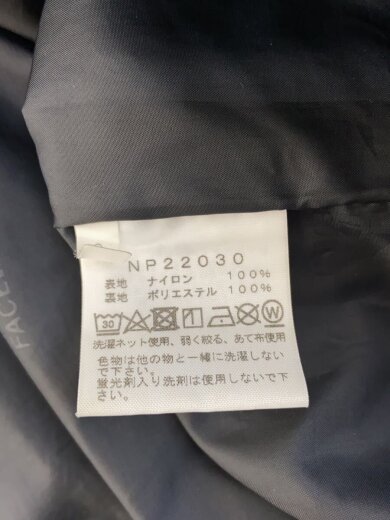 NP22030
表地 ナイロン 100%
裏地 ポリエステル 100%
30 W
洗濯ネット使用、弱く絞る、あて布使用
色物は他の物と一緒に洗濯しない
で下さい。
蛍光剤入り洗剤は使用しないで下
さい。
FACE